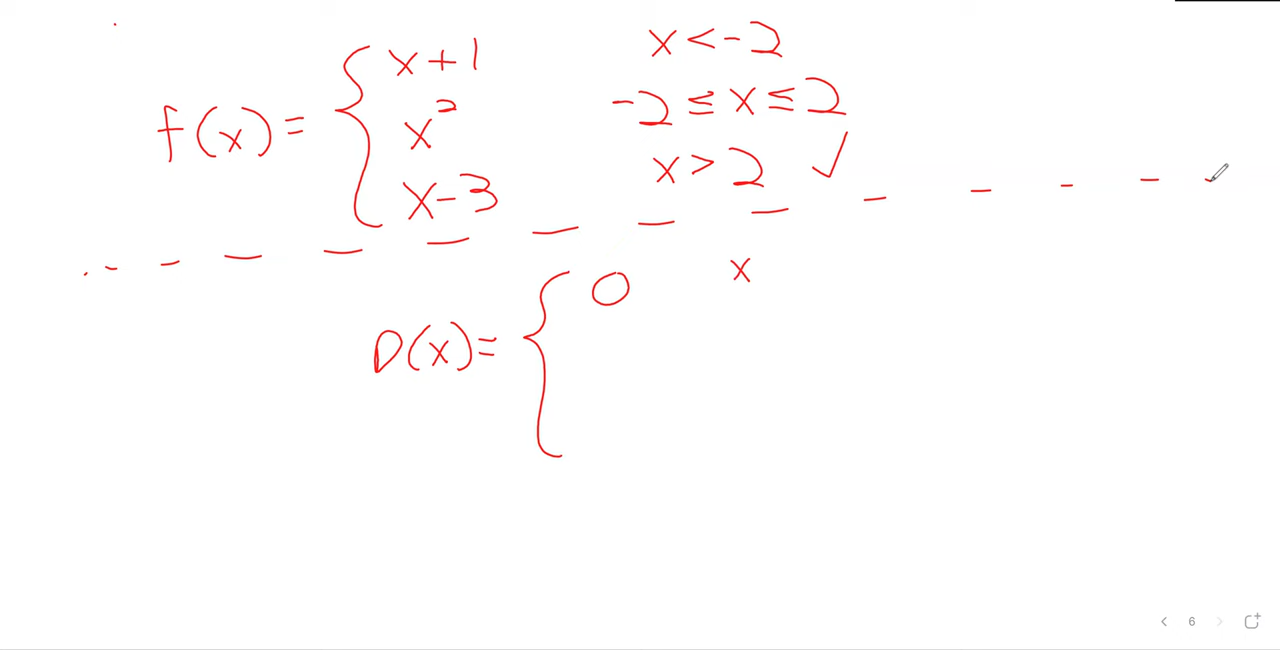 f(x) = { x + 1   x < -2
x²   -2 ≤ x ≤ 2
x - 3   x > 2 ✓
D(x) = { 0   x
< 6 >